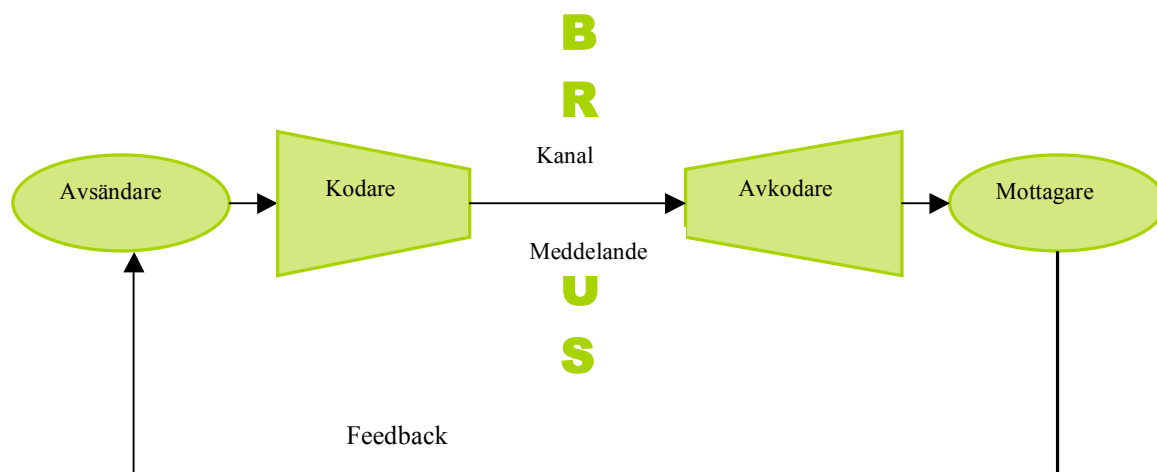 B
R
Kanal
Avsändare
Kodare
Avkodare
Mottagare
Meddelande
U
S
Feedback